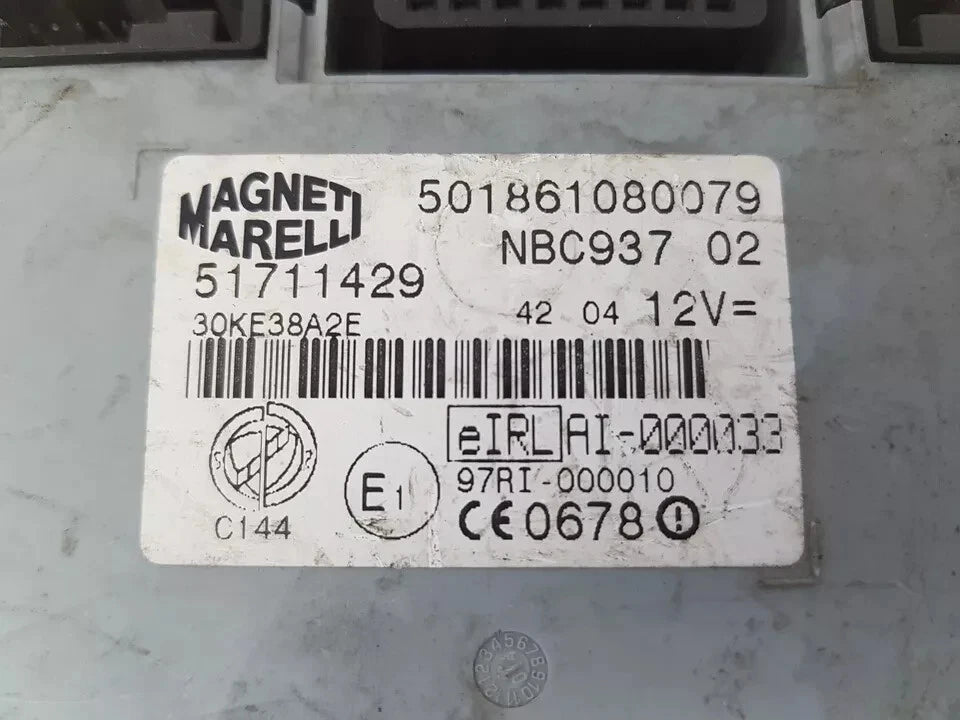 MAGNETI
MARELLI
501861080079
NBC937 02
51711429
30KE38A2E
42 04 12V=
eIRL AI-000033
97RI-000010
E1
C144
CE0678